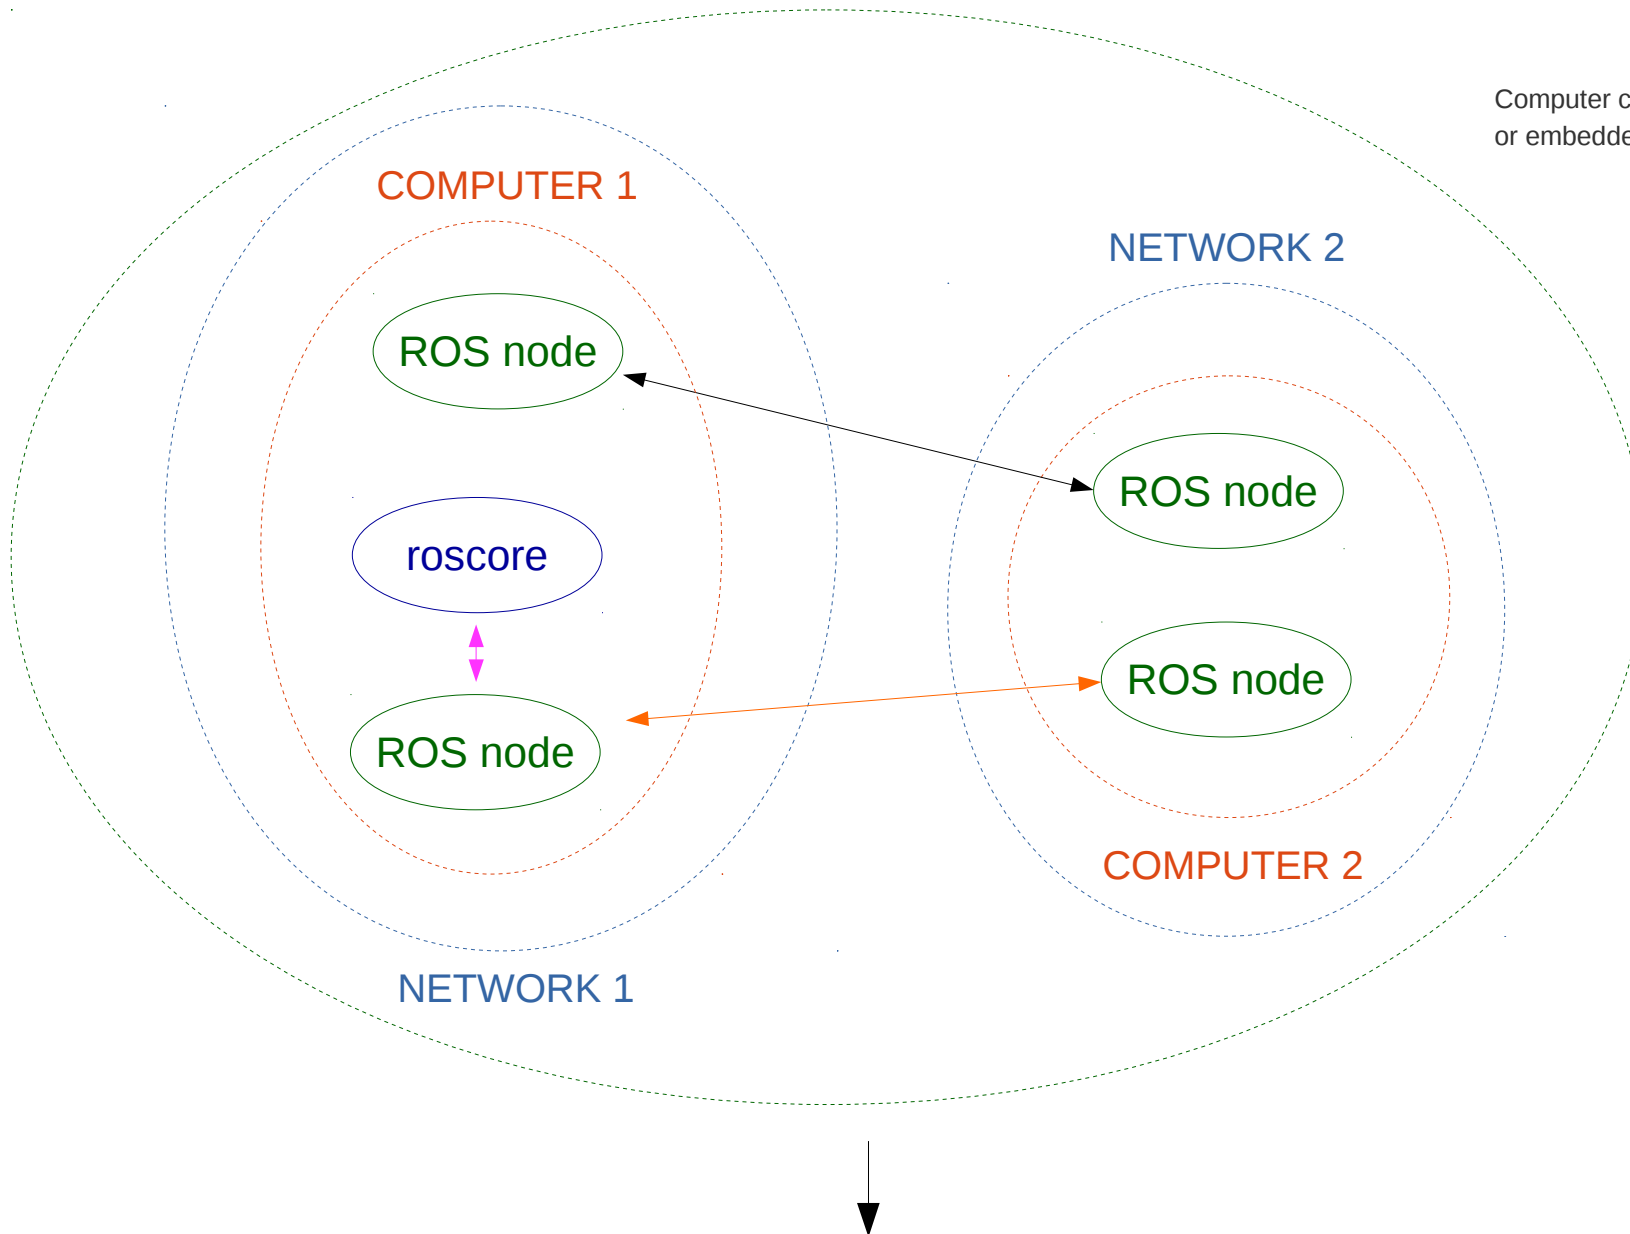 Computer c
or embedde
COMPUTER 1
NETWORK 2
ROS node
ROS node
roscore
ROS node
ROS node
COMPUTER 2
NETWORK 1